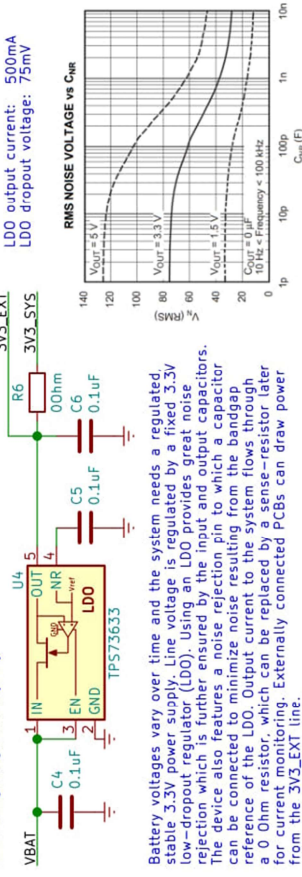 3V3_EXT
VBAT
C4
0.1uF
U4
IN
OUT
NR
EN
GND
Vref
GND
LDO
TPS73633
1
3
2
5
4
C5
0.1uF
C6
0.1uF
R6
0Ohm
3V3_SYS
LDO output current: 500mA
LDO dropout voltage: 75mV
RMS NOISE VOLTAGE vs CNR
VN (RMS)
140
120
100
80
60
40
20
0
VOUT = 5 V
VOUT = 3.3 V
VOUT = 1.5 V
COUT = 0 µF
10 Hz < Frequency < 100 kHz
1p
10p
100p
1n
10n
CNR (F)
Battery voltages vary over time and the system needs a regulated,
stable 3.3V power supply. Line voltage is regulated by a fixed 3.3V
low-dropout regulator (LDO). Using an LDO provides great noise
rejection which is further ensured by the input and output capacitors.
The device also features a noise rejection pin to which a capacitor
can be connected to minimize noise resulting from the bandgap
reference of the LDO. Output current to the system flows through
a 0 Ohm resistor, which can be replaced by a sense-resistor later
for current monitoring. Externally connected PCBs can draw power
from the 3V3_EXT line.